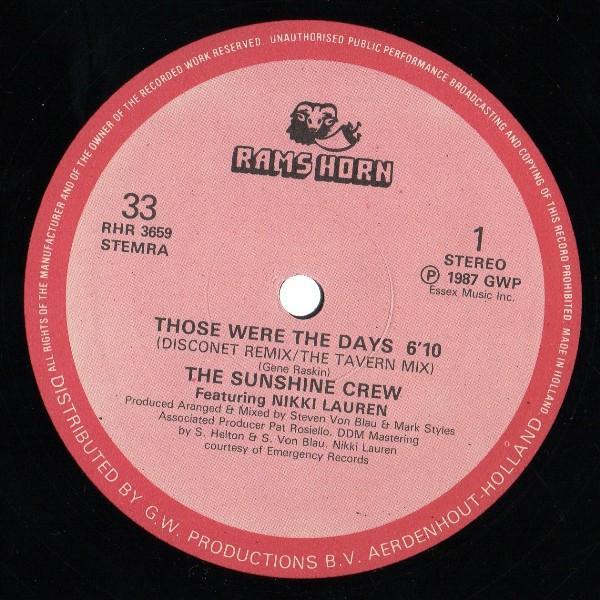 ALL RIGHTS OF THE MANUFACTURER AND OF THE OWNER OF THE RECORDED WORK RESERVED. UNAUTHORISED PUBLIC PERFORMANCE BROADCASTING AND COPYING OF THIS RECORD PROHIBITED. MADE IN HOLLAND
RAMS HORN
33
RHR 3659
STEMRA
1
STEREO
℗ 1987 GWP
Essex Music Inc.
THOSE WERE THE DAYS 6'10
(DISCONET REMIX/THE TAVERN MIX)
(Gene Raskin)
THE SUNSHINE CREW
Featuring NIKKI LAUREN
Produced Aranged & Mixed by Steven Von Blau & Mark Styles
Associated Producer Pat Rosiello. DDM Mastering
by S. Helton & S. Von Blau. Nikki Lauren
courtesy of Emergency Records
DISTRIBUTED BY G.W. PRODUCTIONS B.V. AERDENHOUT-HOLLAND